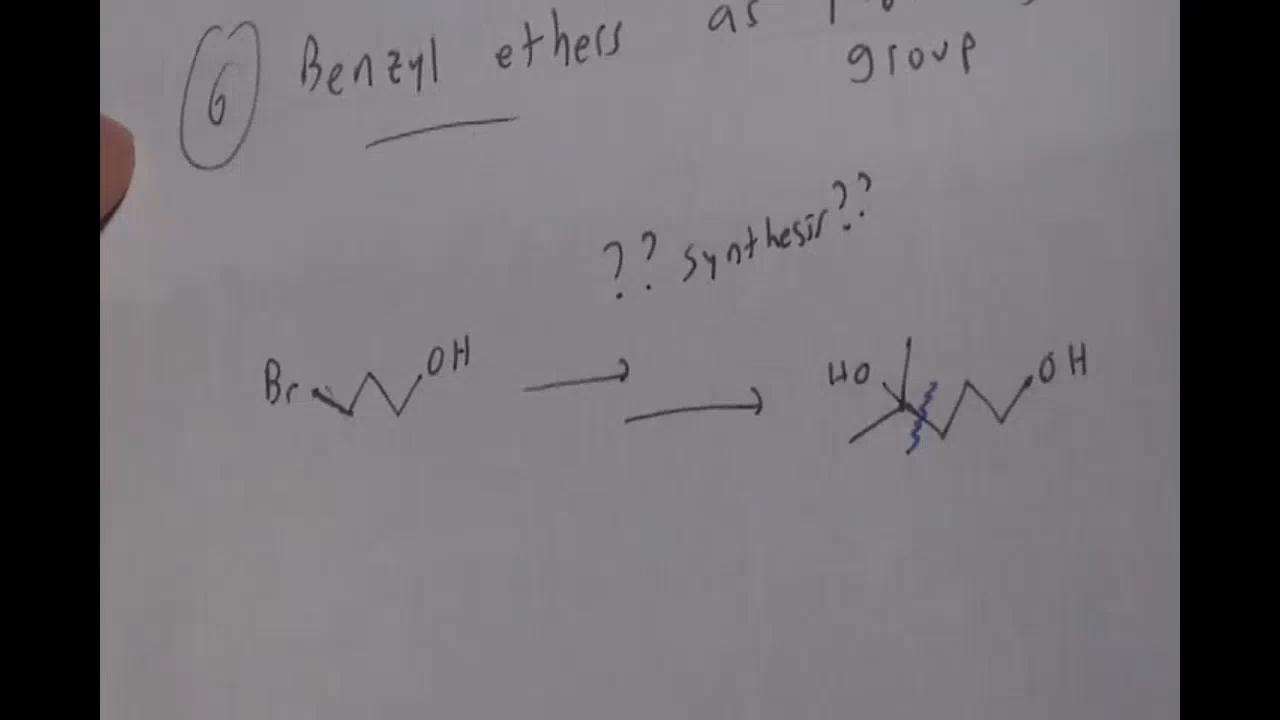 6 Benzyl ethers as
group
?? synthesis??
Br OH HO OH